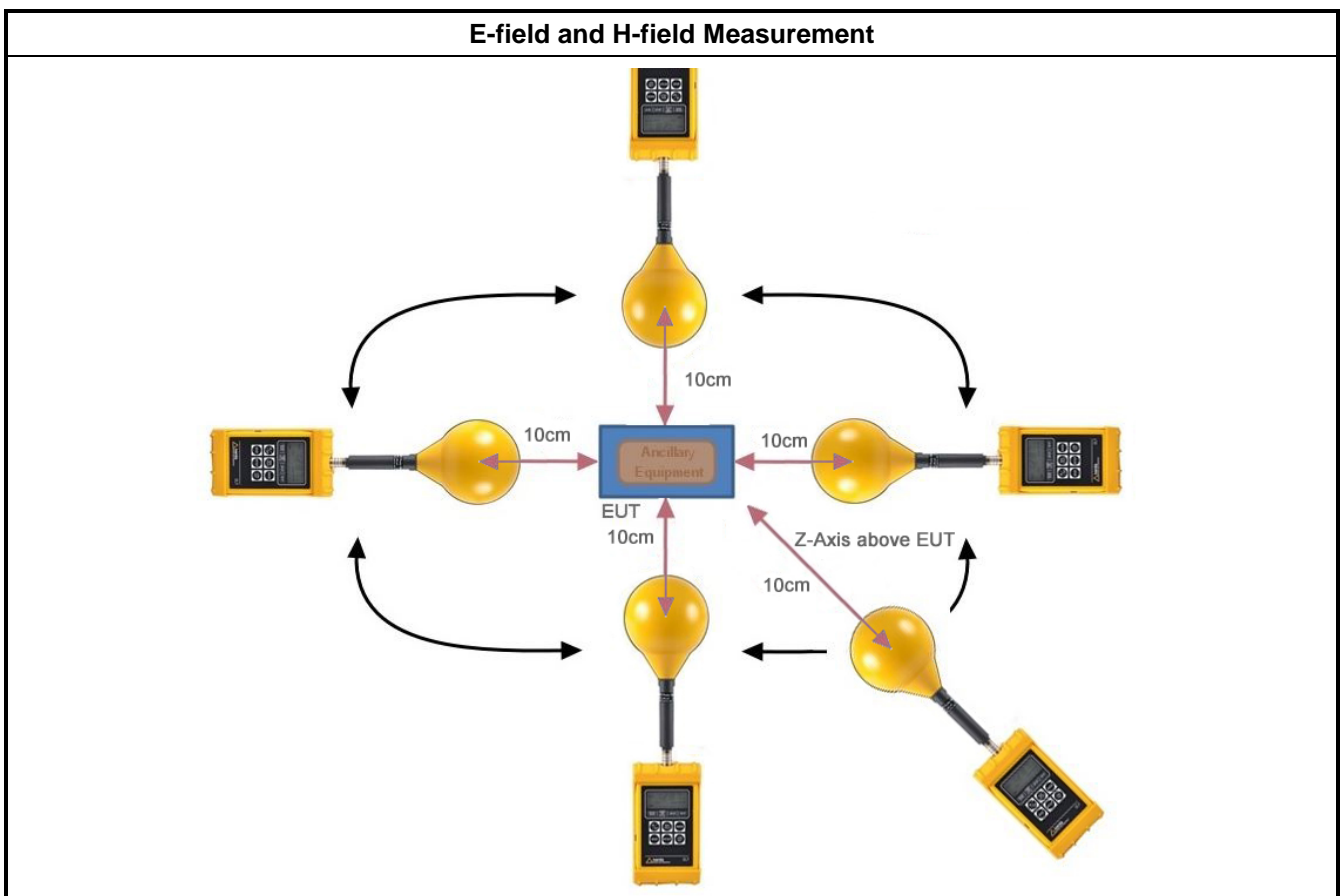 E-field and H-field Measurement
10cm
10cm
10cm
Ancillary
Equipment
EUT
10cm
Z-Axis above EUT
10cm